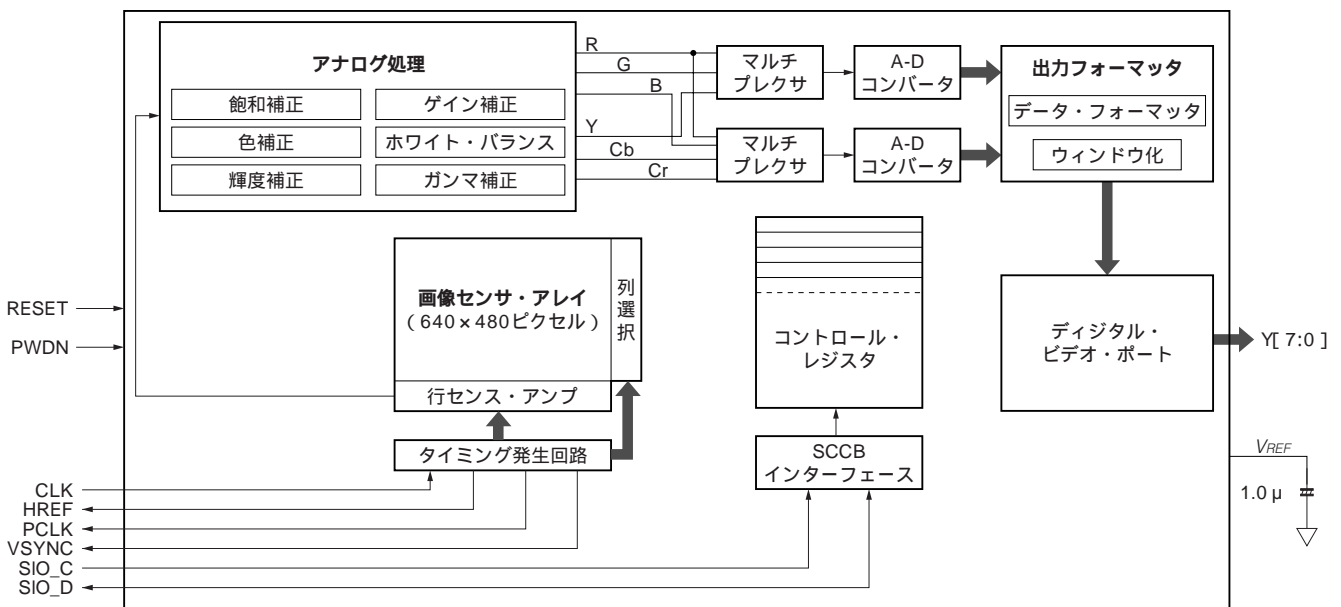 アナログ処理
飽和補正
ゲイン補正
色補正
ホワイト・バランス
輝度補正
ガンマ補正
R
G
B
Y
Cb
Cr
マルチ
プレクサ
A-D
コンバータ
マルチ
プレクサ
A-D
コンバータ
出力フォーマッタ
データ・フォーマッタ
ウィンドウ化
画像センサ・アレイ
(640×480ピクセル)
列選択
行センス・アンプ
タイミング発生回路
コントロール・
レジスタ
SCCB
インターフェース
ディジタル・
ビデオ・ポート
Y[7:0]
RESET
PWDN
CLK
HREF
PCLK
VSYNC
SIO_C
SIO_D
VREF
1.0μ